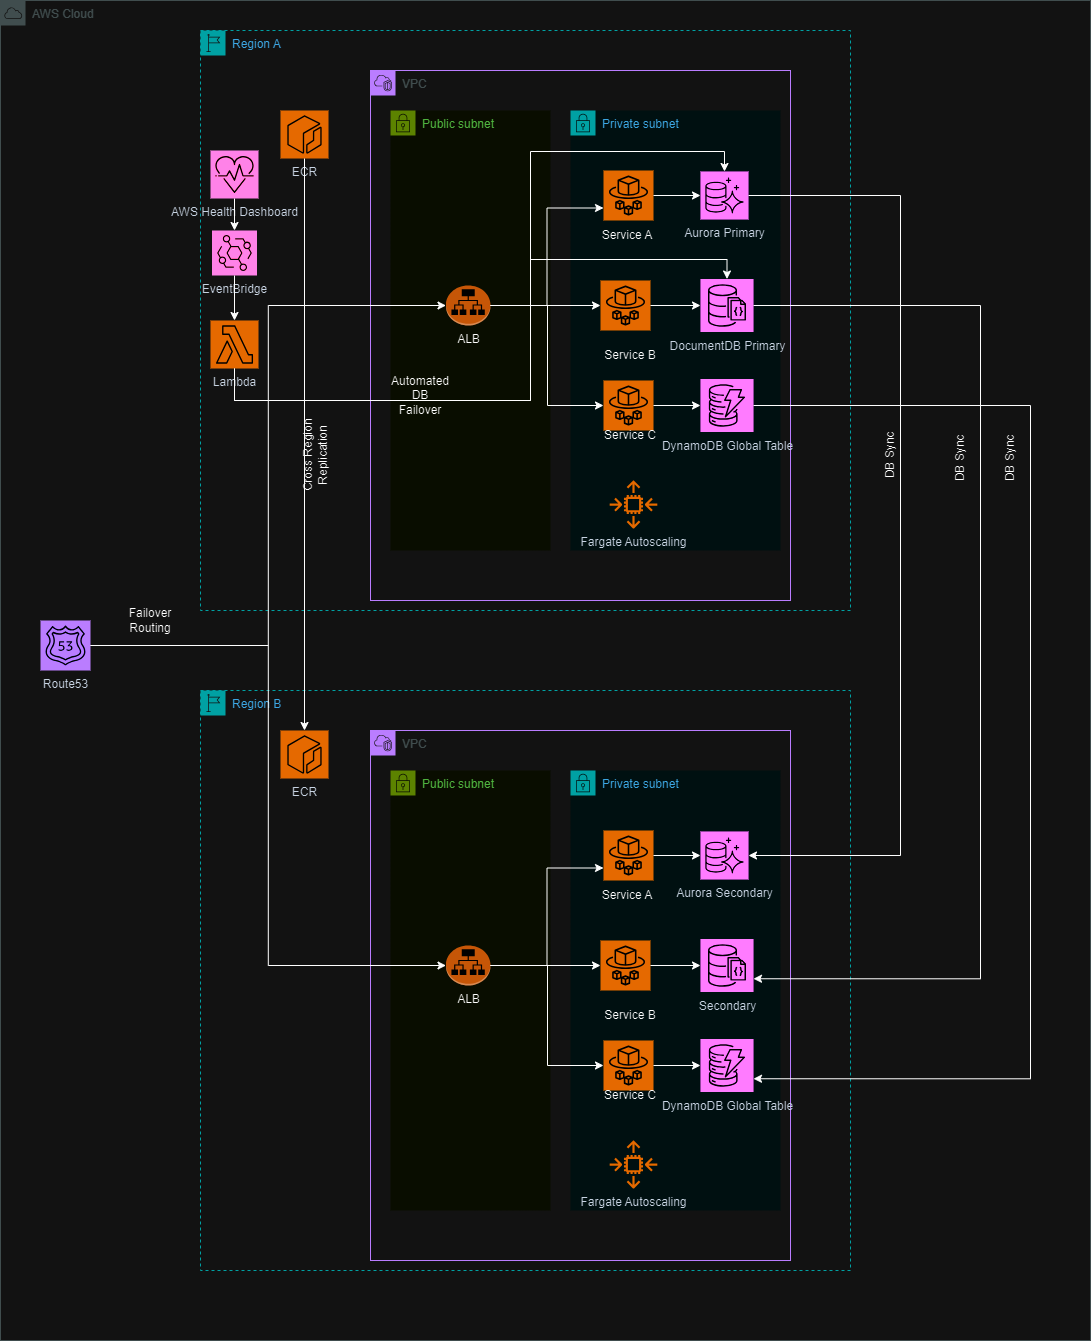 AWS Cloud
Region A
VPC
Public subnet
Private subnet
ECR
AWS Health Dashboard
Service A
Aurora Primary
EventBridge
ALB
Service B
DocumentDB Primary
Lambda
Automated
DB
Failover
Service C
DynamoDB Global Table
Cross Region
Replication
DB Sync
DB Sync
DB Sync
Fargate Autoscaling
Failover
Routing
53
Route53
Region B
VPC
Public subnet
Private subnet
ECR
Service A
Aurora Secondary
ALB
Service B
Secondary
Service C
DynamoDB Global Table
Fargate Autoscaling